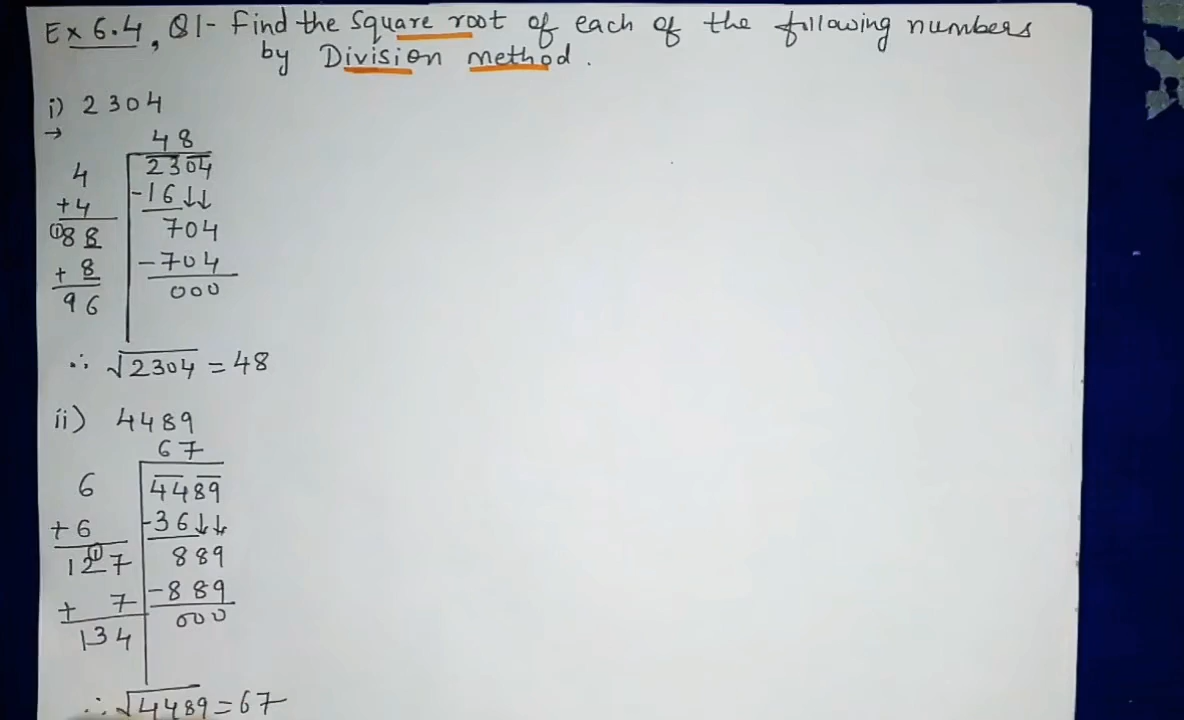 Ex 6.4, Q1- Find the Square root of each of the following numbers
by Division method.
i) 2304
→
48
4 2304
+4 -16↓↓
①88 704
+8 -704
96 000
∴ √2304 = 48
ii) 4489
67
6 4489
+6 -36↓↓
12①7 889
+ 7 -889
134 000
∴ √4489 = 67